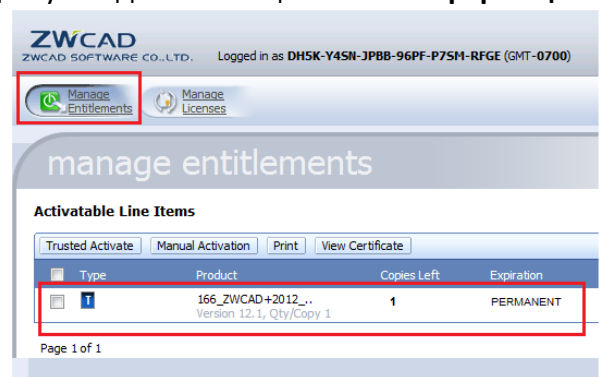 ZWCAD
ZWCAD SOFTWARE CO.,LTD. Logged in as DH5K-Y4SN-JPBB-96PF-P7SM-RFGE (GMT-0700)
Manage Entitlements
Manage Licenses
manage entitlements
Activatable Line Items
Trusted Activate Manual Activation Print View Certificate
Type Product Copies Left Expiration
T 166_ZWCAD+2012_.. 1 PERMANENT
Version 12.1, Qty/Copy 1
Page 1 of 1